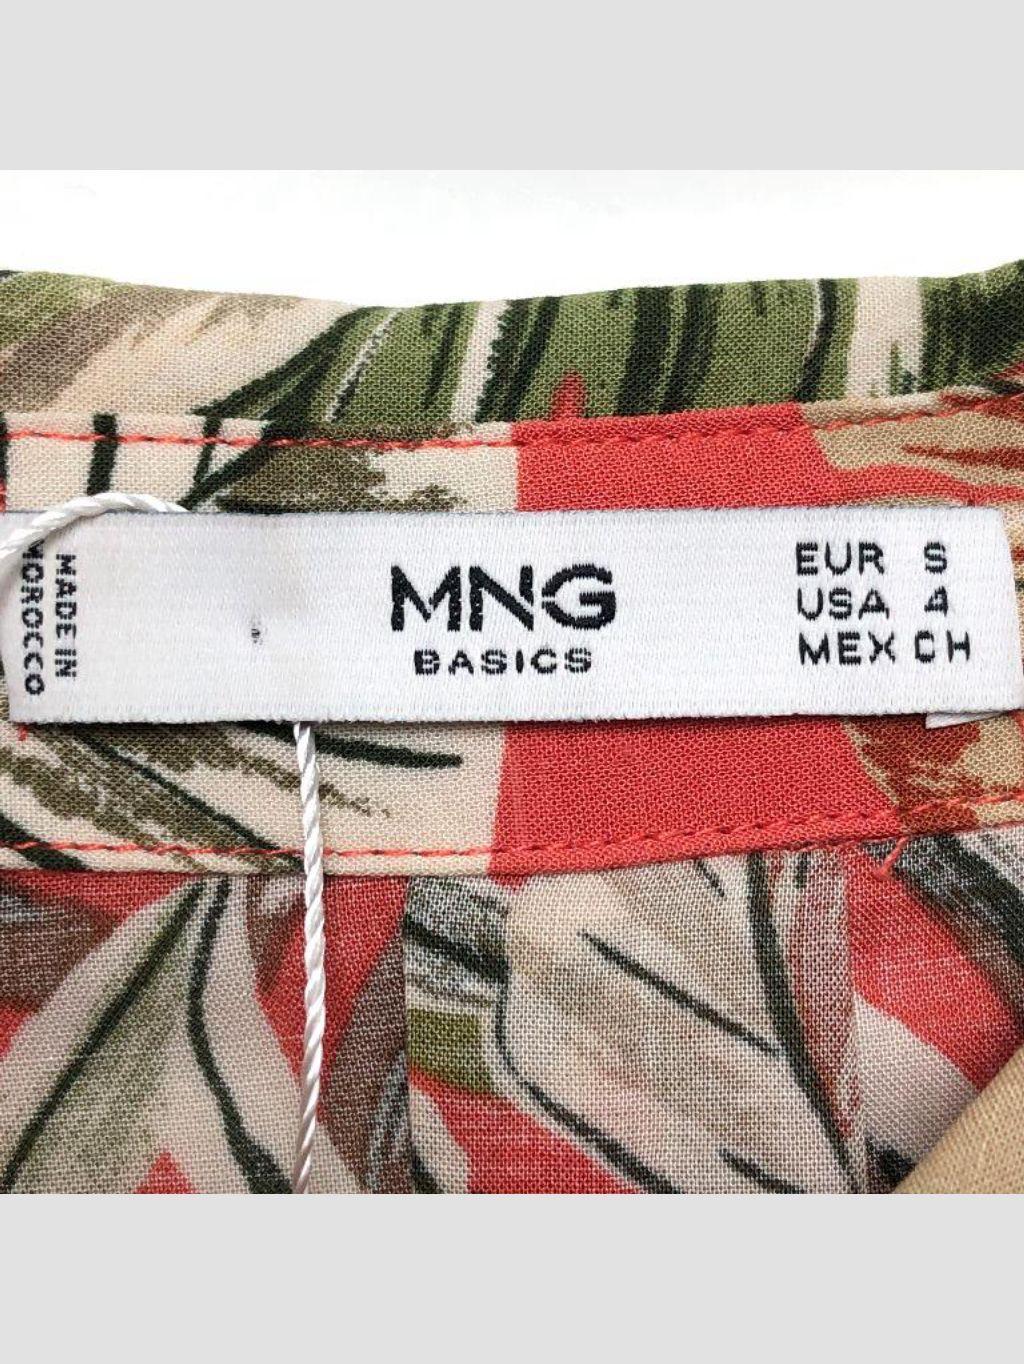 MADE IN
MOROCCO
MNG
BASICS
EUR S
USA 4
MEX CH